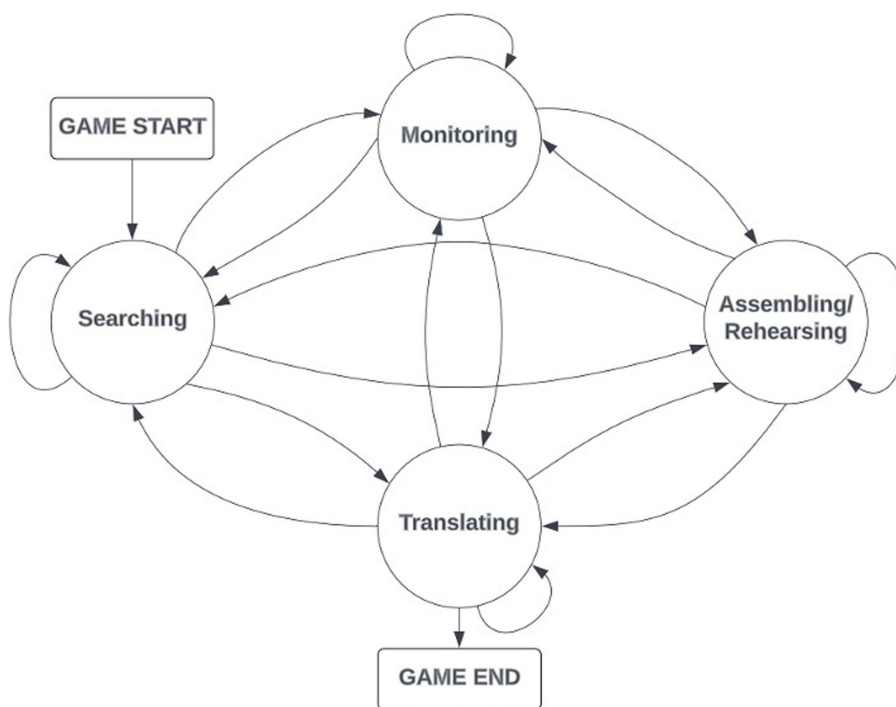 Monitoring
GAME START
Searching
Assembling/
Rehearsing
Translating
GAME END